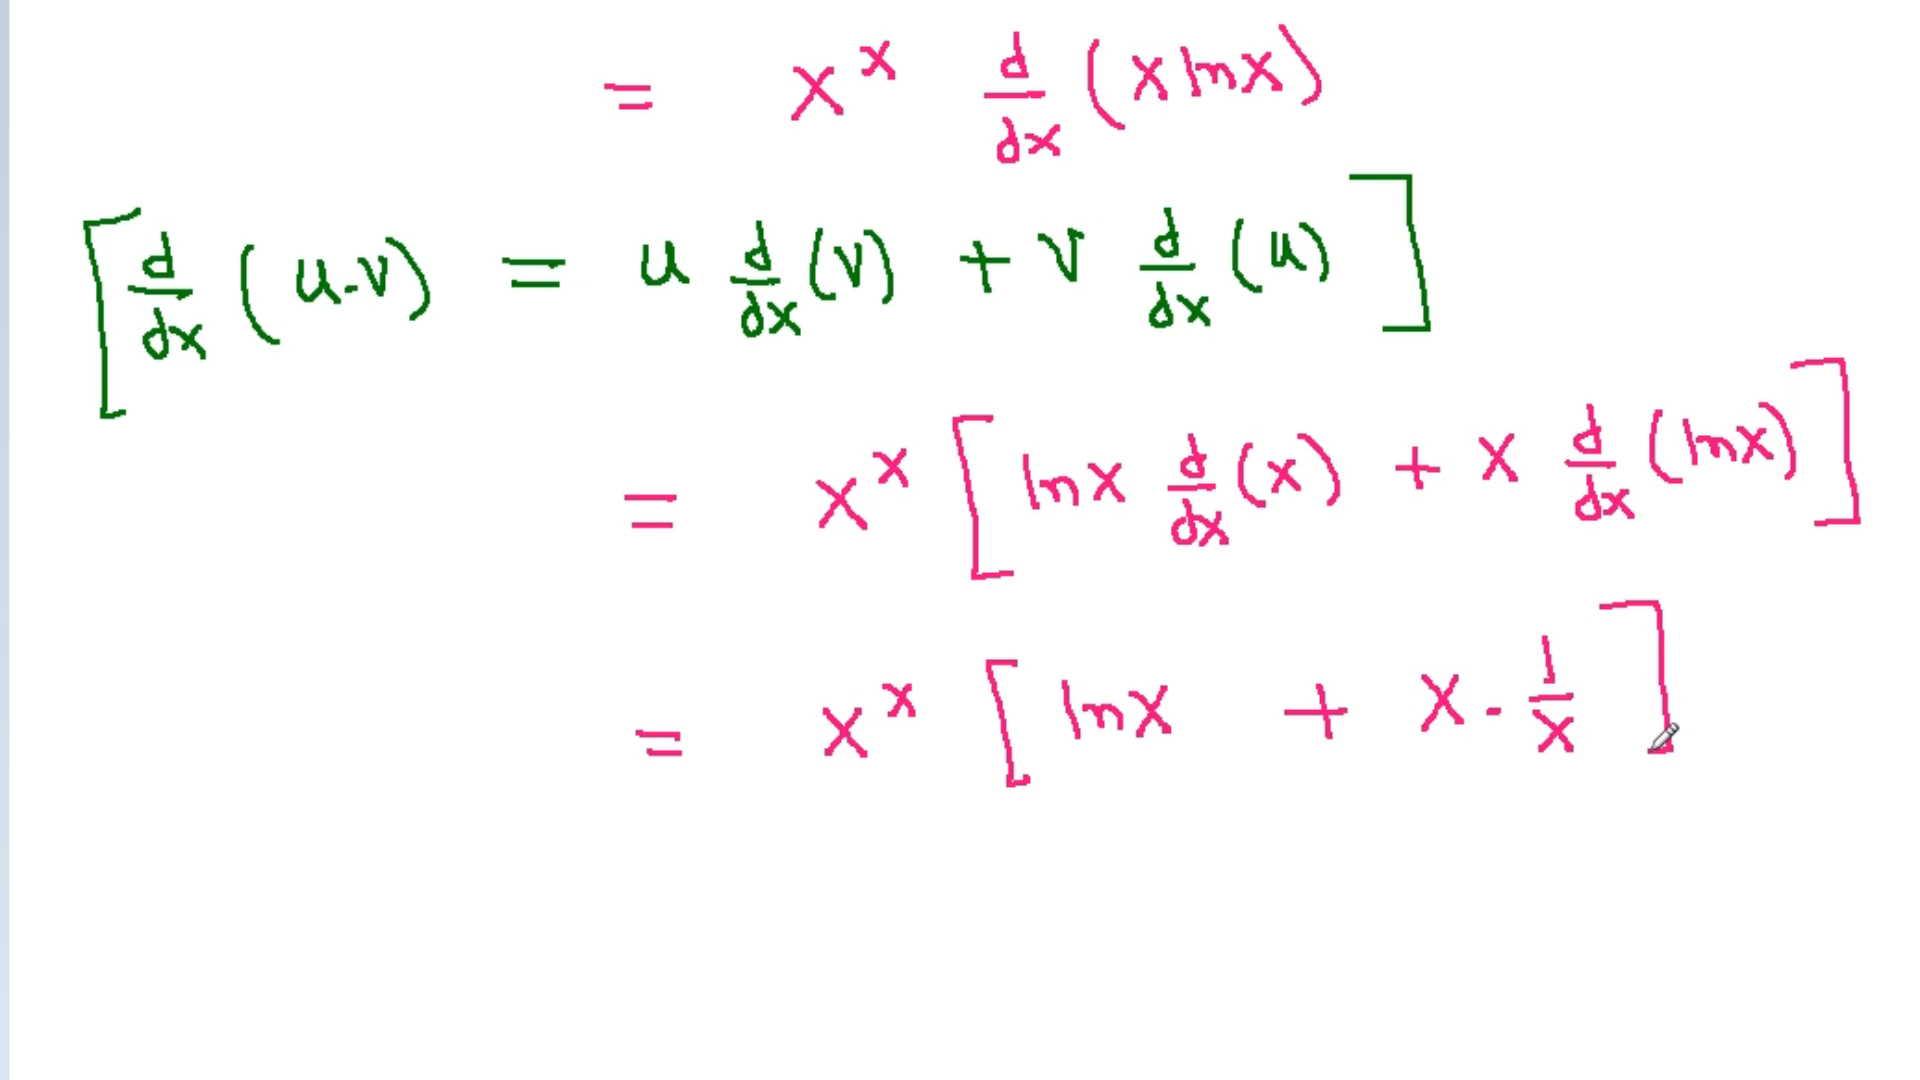 = x^x d/dx (x lnx)
[d/dx (u.v) = u d/dx (v) + v d/dx (u)]
= x^x [lnx d/dx (x) + x d/dx (lnx)]
= x^x [lnx + x . 1/x]